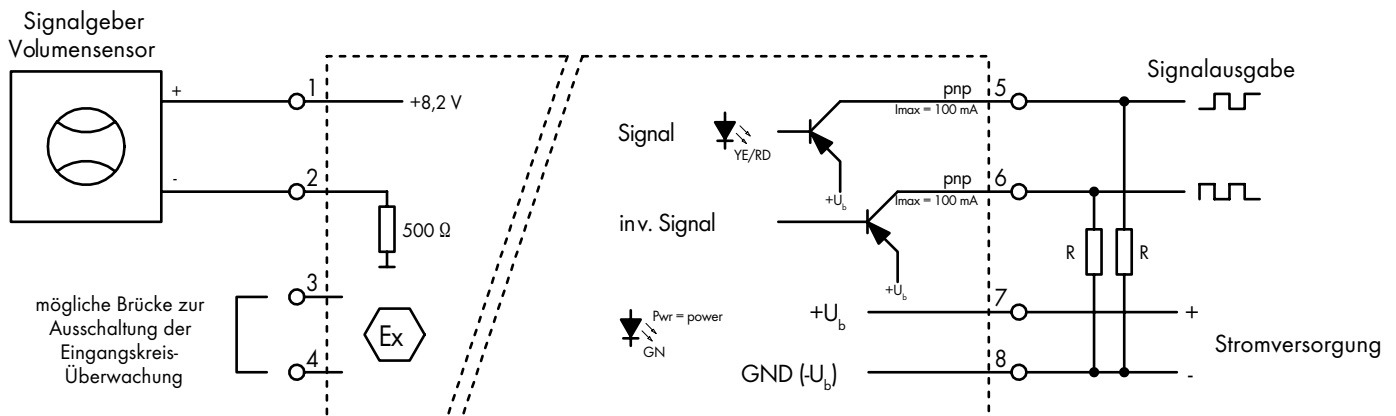 Signalgeber
Volumensensor
+
-
1
+8,2 V
2
500 Ω
mögliche Brücke zur
Ausschaltung der
Eingangskreis-
Überwachung
3
4
Ex
Signal
YE/RD
+Ub
pnp
Imax = 100 mA
5
inv. Signal
+Ub
pnp
Imax = 100 mA
6
Pwr = power
GN
+Ub
7
GND (-Ub)
8
Signalausgabe
R
R
+
-
Stromversorgung